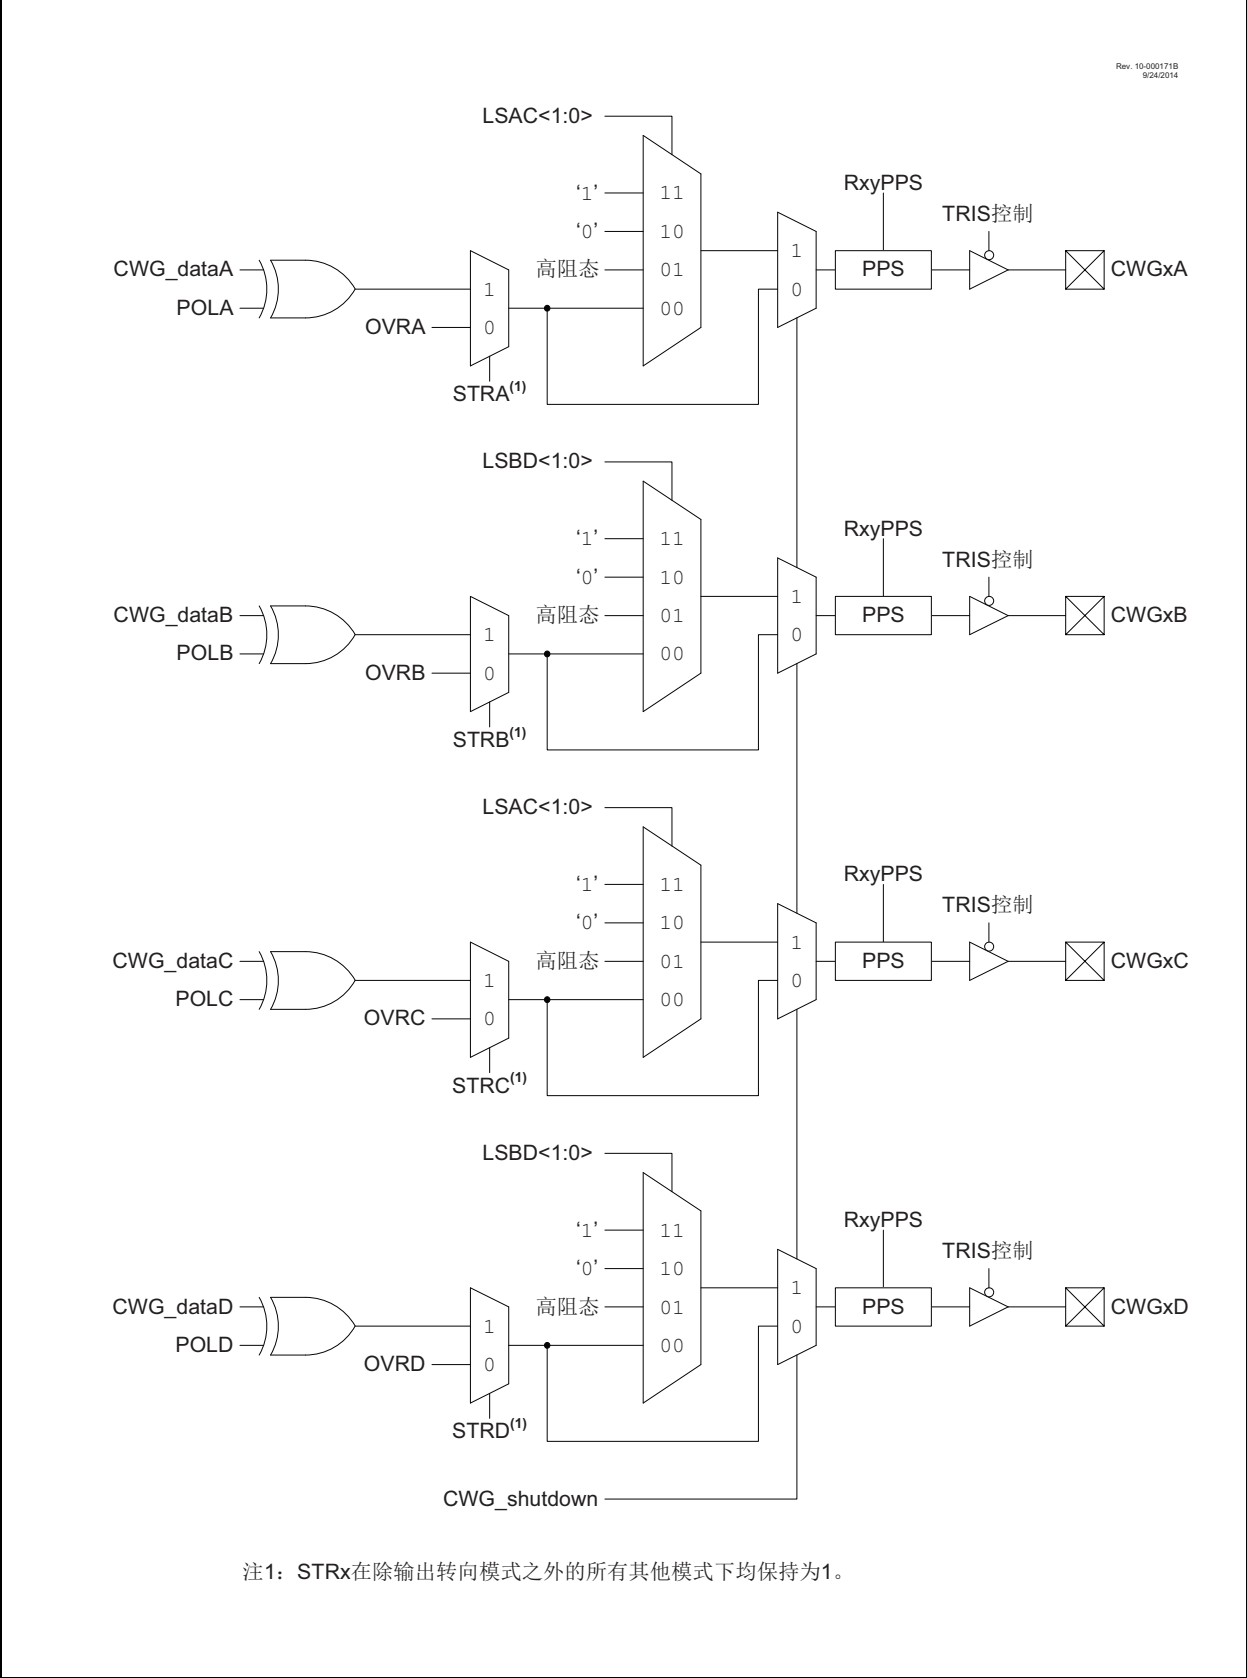 Rev. 10-000171B
9/24/2014
LSAC<1:0>
‘1’ 11
‘0’ 10
高阻态 01
00
CWG_dataA
POLA
1
OVRA 0
STRA(1)
1
0
RxyPPS
PPS
TRIS控制
CWGxA
LSBD<1:0>
‘1’ 11
‘0’ 10
高阻态 01
00
CWG_dataB
POLB
1
OVRB 0
STRB(1)
1
0
RxyPPS
PPS
TRIS控制
CWGxB
LSAC<1:0>
‘1’ 11
‘0’ 10
高阻态 01
00
CWG_dataC
POLC
1
OVRC 0
STRC(1)
1
0
RxyPPS
PPS
TRIS控制
CWGxC
LSBD<1:0>
‘1’ 11
‘0’ 10
高阻态 01
00
CWG_dataD
POLD
1
OVRD 0
STRD(1)
1
0
RxyPPS
PPS
TRIS控制
CWGxD
CWG_shutdown
注1：STRx在除输出转向模式之外的所有其他模式下均保持为1。